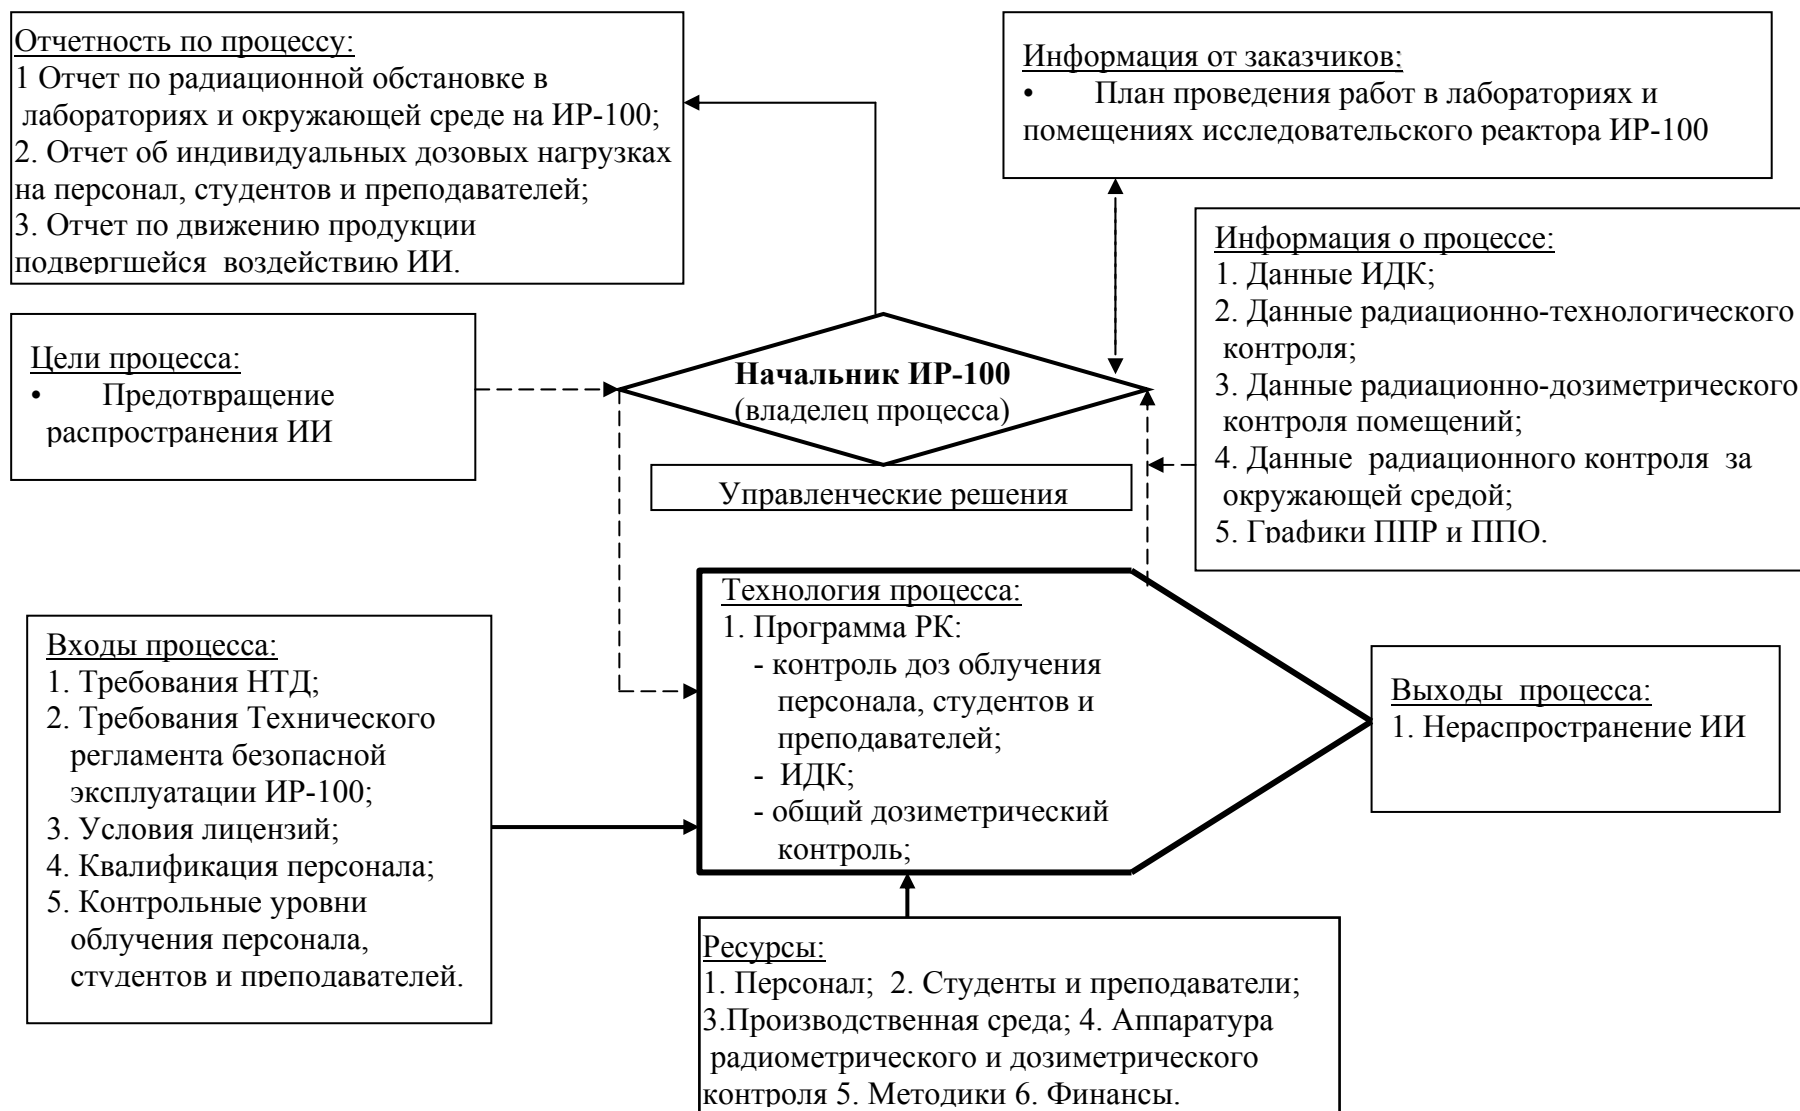 Отчетность по процессу:
1 Отчет по радиационной обстановке в
лабораториях и окружающей среде на ИР-100;
2. Отчет об индивидуальных дозовых нагрузках
на персонал, студентов и преподавателей;
3. Отчет по движению продукции
подвергшейся воздействию ИИ.
Информация от заказчиков:
• План проведения работ в лабораториях и
помещениях исследовательского реактора ИР-100
Информация о процессе:
1. Данные ИДК;
2. Данные радиационно-технологического
контроля;
3. Данные радиационно-дозиметрического
контроля помещений;
4. Данные радиационного контроля за
окружающей средой;
5. Графики ППР и ППО.
Цели процесса:
• Предотвращение
распространения ИИ
Начальник ИР-100
(владелец процесса)
Управленческие решения
Входы процесса:
1. Требования НТД;
2. Требования Технического
регламента безопасной
эксплуатации ИР-100;
3. Условия лицензий;
4. Квалификация персонала;
5. Контрольные уровни
облучения персонала,
студентов и преподавателей.
Технология процесса:
1. Программа РК:
- контроль доз облучения
персонала, студентов и
преподавателей;
- ИДК;
- общий дозиметрический
контроль;
Выходы процесса:
1. Нераспространение ИИ
Ресурсы:
1. Персонал; 2. Студенты и преподаватели;
3.Производственная среда; 4. Аппаратура
радиометрического и дозиметрического
контроля 5. Методики 6. Финансы.